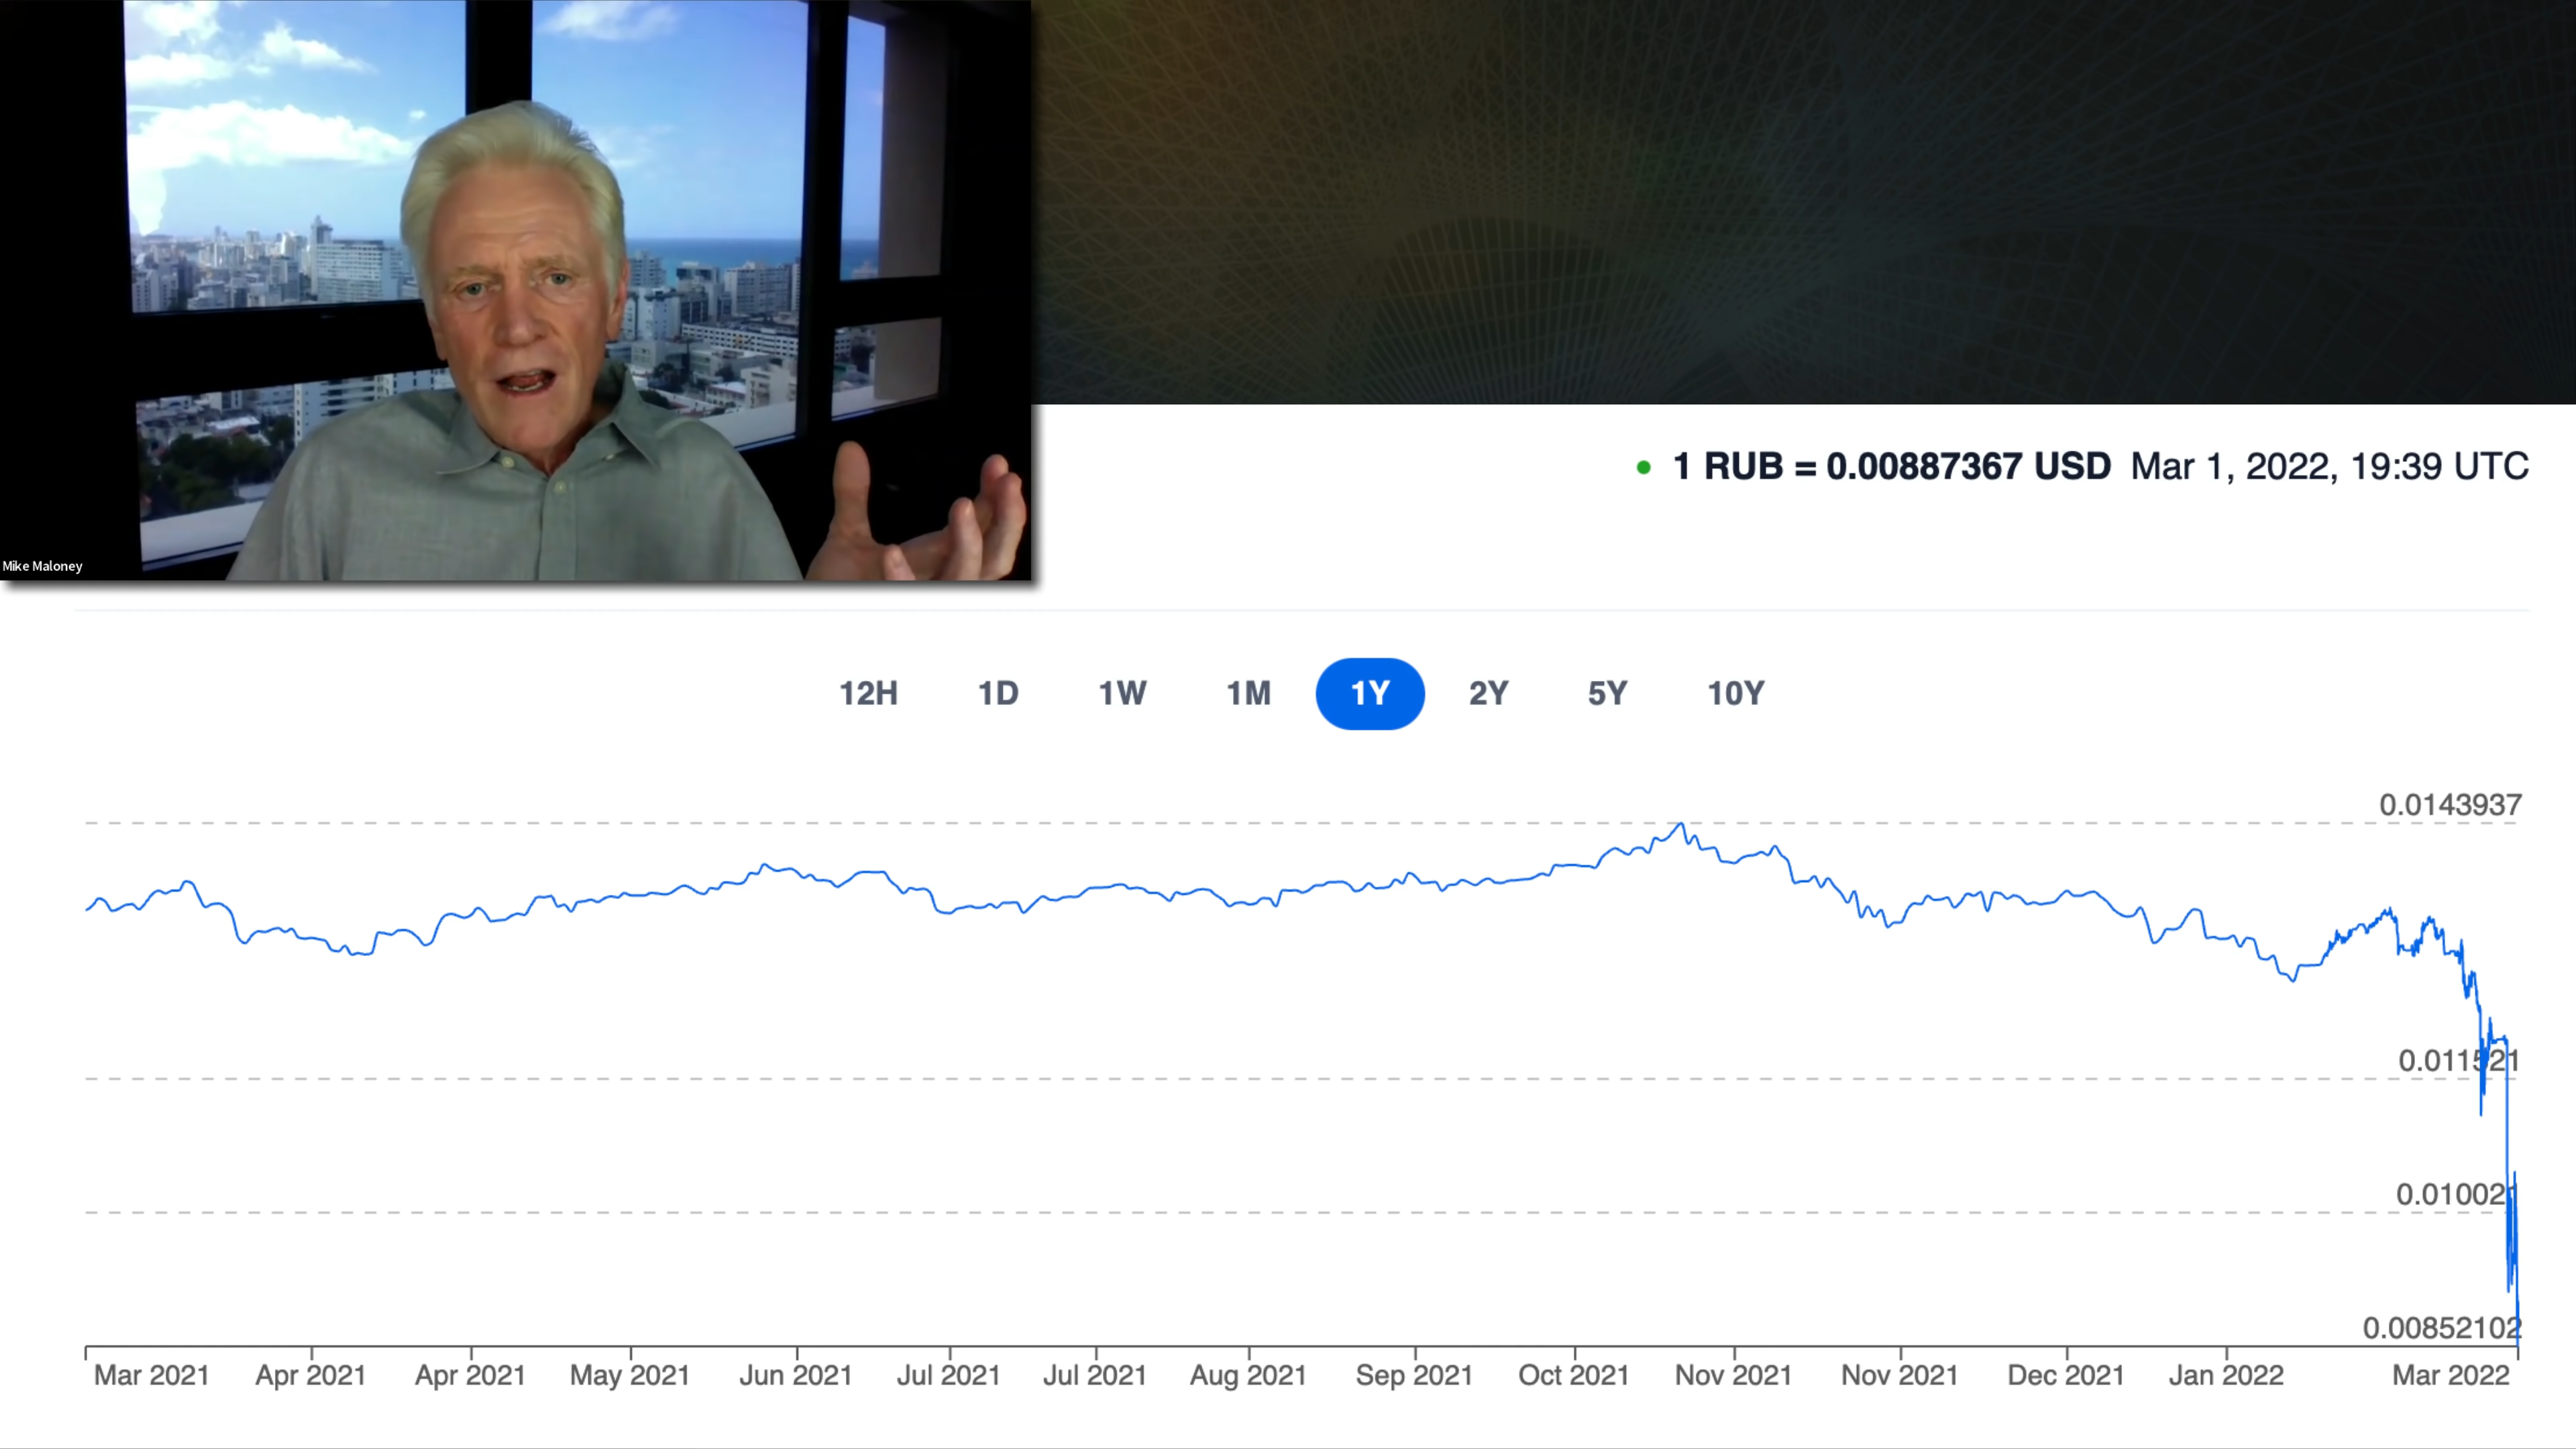 Mike Maloney
1 RUB = 0.00887367 USD Mar 1, 2022, 19:39 UTC
12H 1D 1W 1M 1Y 2Y 5Y 10Y
0.0143937
0.011521
0.010021
0.00852102
Mar 2021 Apr 2021 Apr 2021 May 2021 Jun 2021 Jul 2021 Jul 2021 Aug 2021 Sep 2021 Oct 2021 Nov 2021 Nov 2021 Dec 2021 Jan 2022 Mar 2022